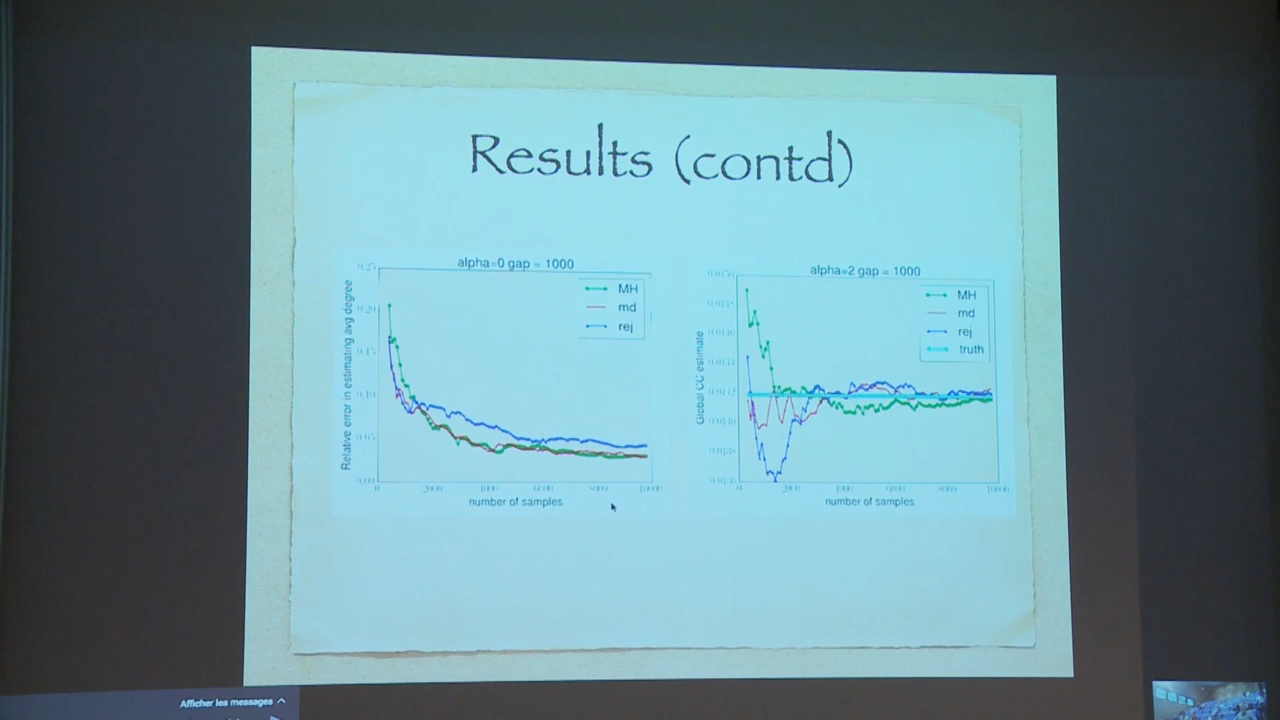 Results (contd)
alpha=0 gap = 1000
MH
md
rej
Relative error in estimating avg degree
number of samples
alpha=2 gap = 1000
MH
md
rej
truth
Global CC estimate
number of samples
Afficher les messages